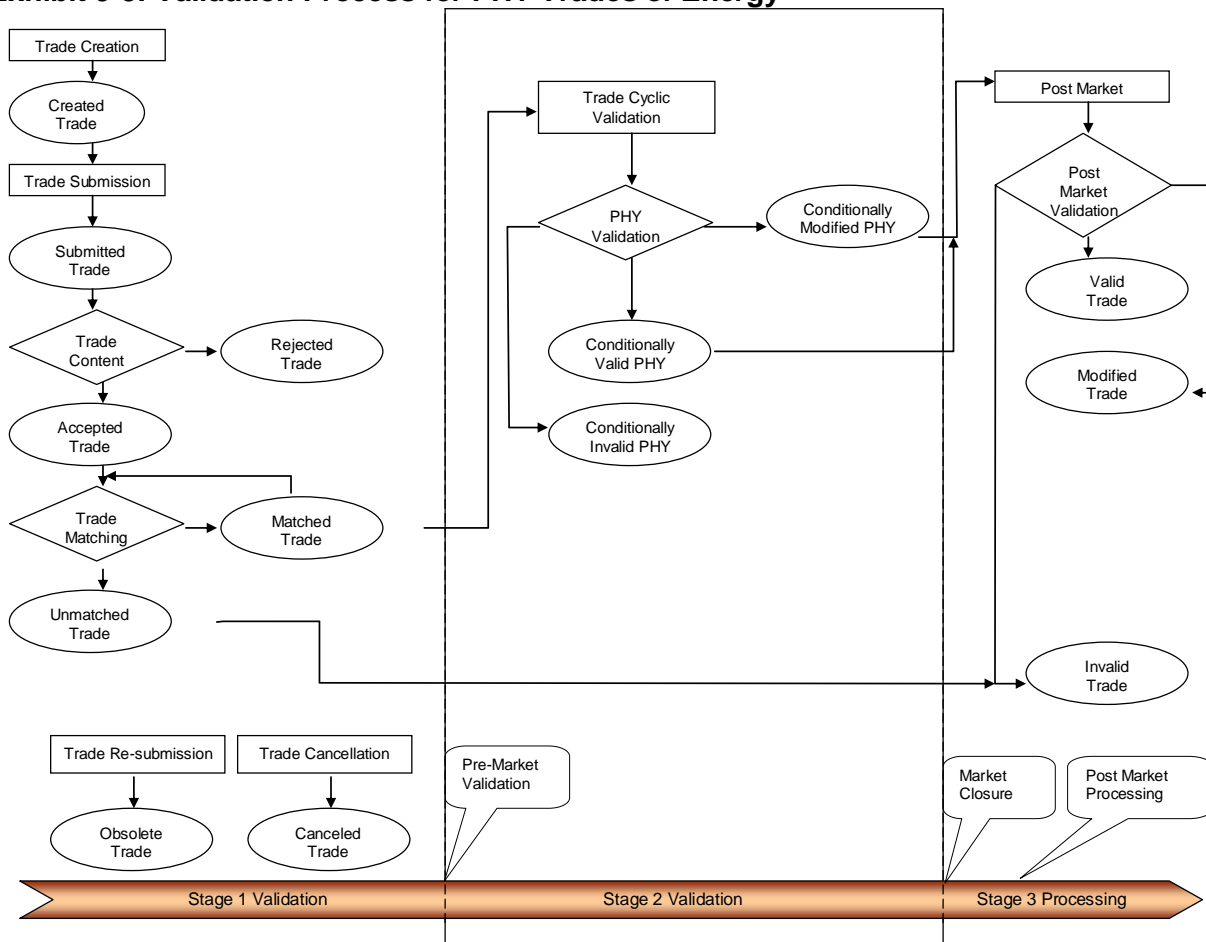 Trade Creation
Created
Trade
Trade Submission
Submitted
Trade
Trade
Content
Rejected
Trade
Accepted
Trade
Trade
Matching
Matched
Trade
Unmatched
Trade
Trade Re-submission
Obsolete
Trade
Trade Cancellation
Canceled
Trade
Trade Cyclic
Validation
PHY
Validation
Conditionally
Modified PHY
Conditionally
Valid PHY
Conditionally
Invalid PHY
Post Market
Post
Market
Validation
Valid
Trade
Modified
Trade
Invalid
Trade
Pre-Market
Validation
Market
Closure
Post Market
Processing
Stage 1 Validation
Stage 2 Validation
Stage 3 Processing